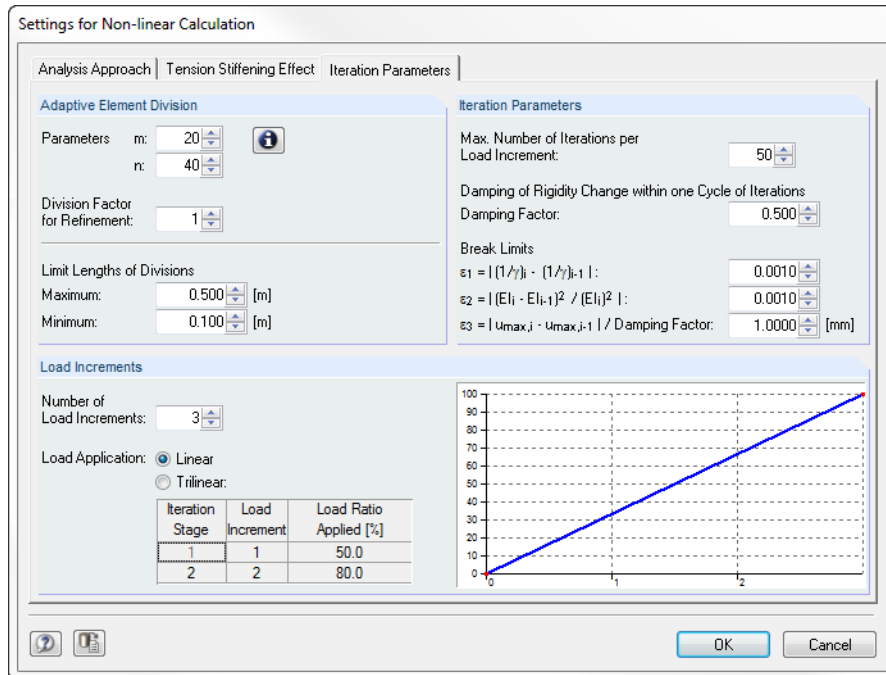 Settings for Non-linear Calculation
Analysis Approach Tension Stiffening Effect Iteration Parameters
Adaptive Element Division
Parameters m: 20
n: 40
Division Factor
for Refinement: 1
Limit Lengths of Divisions
Maximum: 0.500 [m]
Minimum: 0.100 [m]
Iteration Parameters
Max. Number of Iterations per
Load Increment: 50
Damping of Rigidity Change within one Cycle of Iterations
Damping Factor: 0.500
Break Limits
ε1 = | (1/γ)i - (1/γ)i-1 | : 0.0010
ε2 = | (EIi - EIi-1)² / (EIi)² | : 0.0010
ε3 = | umax,i - umax,i-1 | / Damping Factor: 1.0000 [mm]
Load Increments
Number of
Load Increments: 3
Load Application: Linear
Trilinear:
Iteration Load Load Ratio
Stage Increment Applied [%]
1 1 50.0
2 2 80.0
100
90
80
70
60
50
40
30
20
10
0
0 1 2
OK Cancel